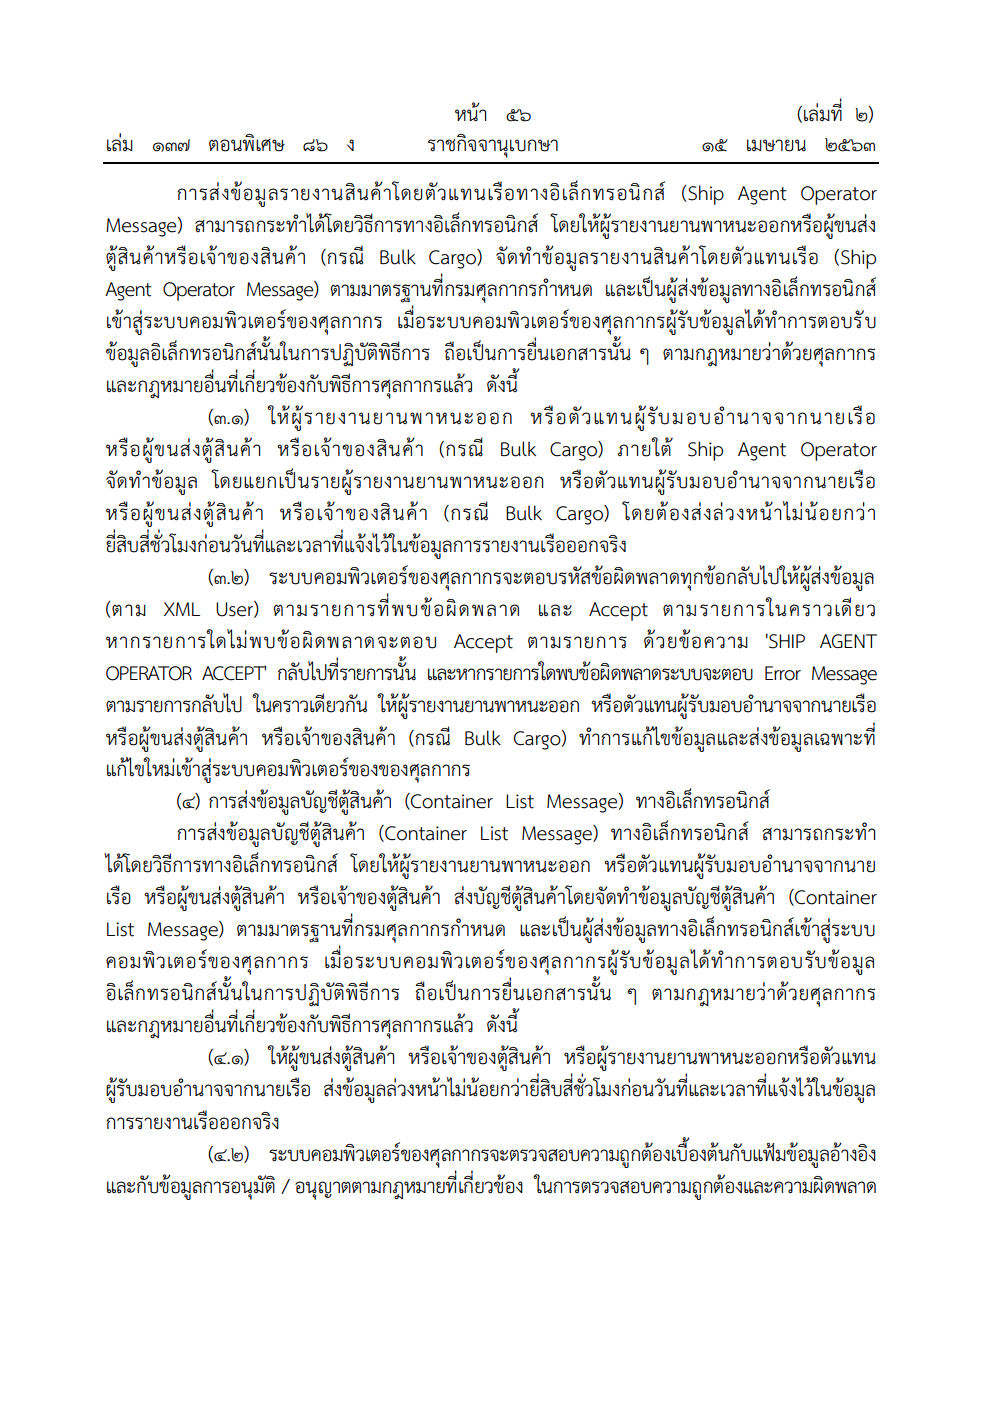 หน้า ๕๖ (เล่มที่ ๒)
เล่ม ๑๓๗ ตอนพิเศษ ๘๖ ง ราชกิจจานุเบกษา ๑๕ เมษายน ๒๕๖๓
การส่งข้อมูลรายงานสินค้าโดยตัวแทนเรือทางอิเล็กทรอนิกส์ (Ship Agent Operator
Message) สามารถกระทำได้โดยวิธีการทางอิเล็กทรอนิกส์ โดยให้ผู้รายงานยานพาหนะออกหรือผู้ขนส่ง
ตู้สินค้าหรือเจ้าของสินค้า (กรณี Bulk Cargo) จัดทำข้อมูลรายงานสินค้าโดยตัวแทนเรือ (Ship
Agent Operator Message) ตามมาตรฐานที่กรมศุลกากรกำหนด และเป็นผู้ส่งข้อมูลทางอิเล็กทรอนิกส์
เข้าสู่ระบบคอมพิวเตอร์ของศุลกากร เมื่อระบบคอมพิวเตอร์ของศุลกากรผู้รับข้อมูลได้ทำการตอบรับ
ข้อมูลอิเล็กทรอนิกส์นั้นในการปฏิบัติพิธีการ ถือเป็นการยื่นเอกสารนั้น ๆ ตามกฎหมายว่าด้วยศุลกากร
และกฎหมายอื่นที่เกี่ยวข้องกับพิธีการศุลกากรแล้ว ดังนี้
(๓.๑) ให้ผู้รายงานยานพาหนะออก หรือตัวแทนผู้รับมอบอำนาจจากนายเรือ
หรือผู้ขนส่งตู้สินค้า หรือเจ้าของสินค้า (กรณี Bulk Cargo) ภายใต้ Ship Agent Operator
จัดทำข้อมูล โดยแยกเป็นรายผู้รายงานยานพาหนะออก หรือตัวแทนผู้รับมอบอำนาจจากนายเรือ
หรือผู้ขนส่งตู้สินค้า หรือเจ้าของสินค้า (กรณี Bulk Cargo) โดยต้องส่งล่วงหน้าไม่น้อยกว่า
ยี่สิบสี่ชั่วโมงก่อนวันที่และเวลาที่แจ้งไว้ในข้อมูลการรายงานเรือออกจริง
(๓.๒) ระบบคอมพิวเตอร์ของศุลกากรจะตอบรหัสข้อผิดพลาดทุกข้อกลับไปให้ผู้ส่งข้อมูล
(ตาม XML User) ตามรายการที่พบข้อผิดพลาด และ Accept ตามรายการในคราวเดียว
หากรายการใดไม่พบข้อผิดพลาดจะตอบ Accept ตามรายการ ด้วยข้อความ 'SHIP AGENT
OPERATOR ACCEPT' กลับไปที่รายการนั้น และหากรายการใดพบข้อผิดพลาดระบบจะตอบ Error Message
ตามรายการกลับไป ในคราวเดียวกัน ให้ผู้รายงานยานพาหนะออก หรือตัวแทนผู้รับมอบอำนาจจากนายเรือ
หรือผู้ขนส่งตู้สินค้า หรือเจ้าของสินค้า (กรณี Bulk Cargo) ทำการแก้ไขข้อมูลและส่งข้อมูลเฉพาะที่
แก้ไขใหม่เข้าสู่ระบบคอมพิวเตอร์ของของศุลกากร
(๔) การส่งข้อมูลบัญชีตู้สินค้า (Container List Message) ทางอิเล็กทรอนิกส์
การส่งข้อมูลบัญชีตู้สินค้า (Container List Message) ทางอิเล็กทรอนิกส์ สามารถกระทำ
ได้โดยวิธีการทางอิเล็กทรอนิกส์ โดยให้ผู้รายงานยานพาหนะออก หรือตัวแทนผู้รับมอบอำนาจจากนาย
เรือ หรือผู้ขนส่งตู้สินค้า หรือเจ้าของตู้สินค้า ส่งบัญชีตู้สินค้าโดยจัดทำข้อมูลบัญชีตู้สินค้า (Container
List Message) ตามมาตรฐานที่กรมศุลกากรกำหนด และเป็นผู้ส่งข้อมูลทางอิเล็กทรอนิกส์เข้าสู่ระบบ
คอมพิวเตอร์ของศุลกากร เมื่อระบบคอมพิวเตอร์ของศุลกากรผู้รับข้อมูลได้ทำการตอบรับข้อมูล
อิเล็กทรอนิกส์นั้นในการปฏิบัติพิธีการ ถือเป็นการยื่นเอกสารนั้น ๆ ตามกฎหมายว่าด้วยศุลกากร
และกฎหมายอื่นที่เกี่ยวข้องกับพิธีการศุลกากรแล้ว ดังนี้
(๔.๑) ให้ผู้ขนส่งตู้สินค้า หรือเจ้าของตู้สินค้า หรือผู้รายงานยานพาหนะออกหรือตัวแทน
ผู้รับมอบอำนาจจากนายเรือ ส่งข้อมูลล่วงหน้าไม่น้อยกว่ายี่สิบสี่ชั่วโมงก่อนวันที่และเวลาที่แจ้งไว้ในข้อมูล
การรายงานเรือออกจริง
(๔.๒) ระบบคอมพิวเตอร์ของศุลกากรจะตรวจสอบความถูกต้องเบื้องต้นกับแฟ้มข้อมูลอ้างอิง
และกับข้อมูลการอนุมัติ / อนุญาตตามกฎหมายที่เกี่ยวข้อง ในการตรวจสอบความถูกต้องและความผิดพลาด